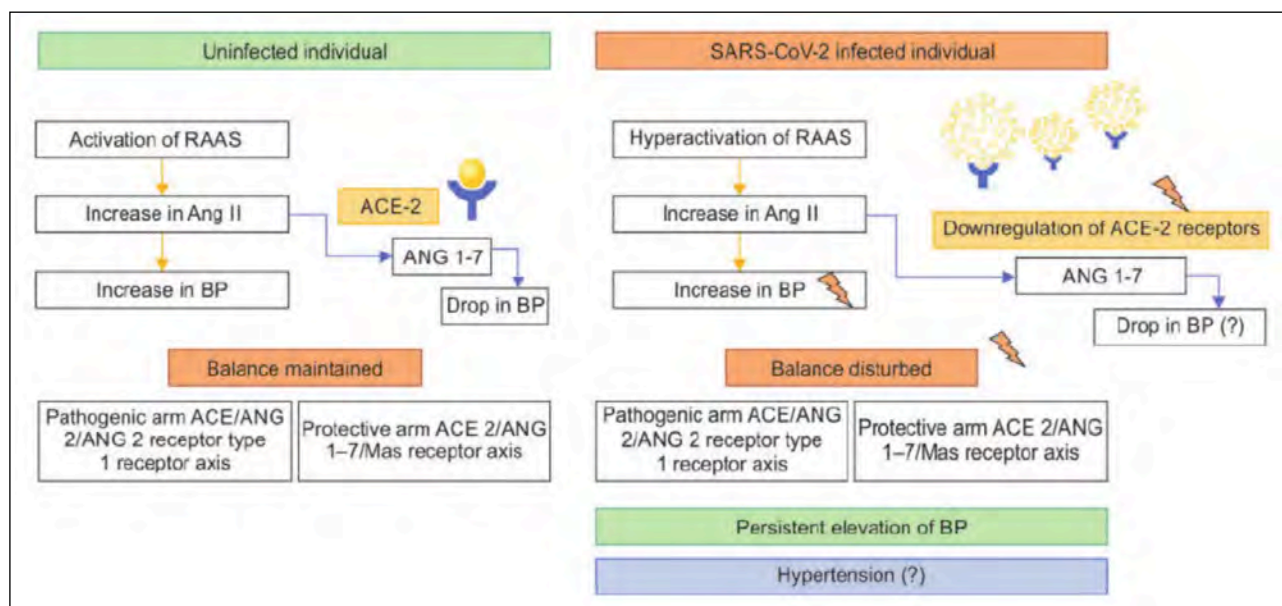 Uninfected individual
Activation of RAAS
Increase in Ang II
Increase in BP
ACE-2
ANG 1-7
Drop in BP
Balance maintained
Pathogenic arm ACE/ANG
2/ANG 2 receptor type
1 receptor axis
Protective arm ACE 2/ANG
1–7/Mas receptor axis
SARS-CoV-2 infected individual
Hyperactivation of RAAS
Increase in Ang II
Increase in BP
Downregulation of ACE-2 receptors
ANG 1-7
Drop in BP (?)
Balance disturbed
Pathogenic arm ACE/ANG
2/ANG 2 receptor type
1 receptor axis
Protective arm ACE 2/ANG
1–7/Mas receptor axis
Persistent elevation of BP
Hypertension (?)